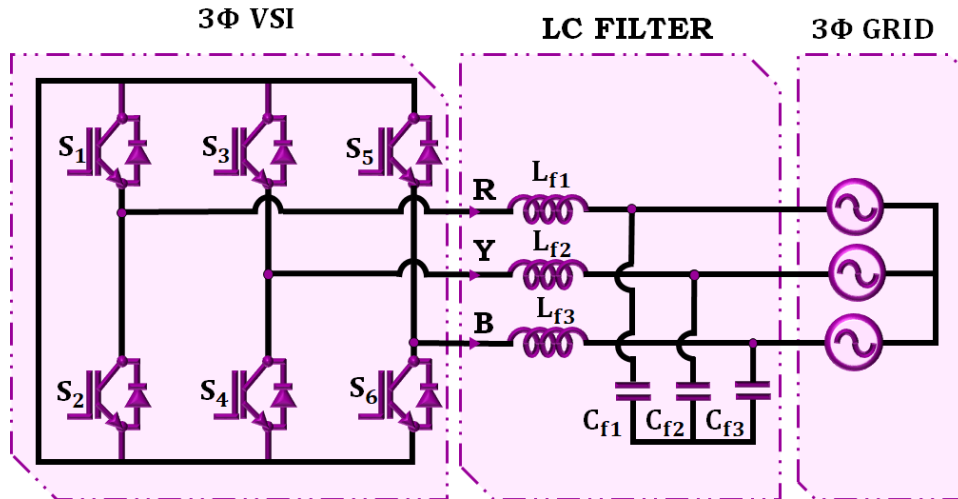 3Φ VSI
LC FILTER
3Φ GRID
S1
S3
S5
R
Lf1
Y
Lf2
B
Lf3
S2
S4
S6
Cf1
Cf2
Cf3